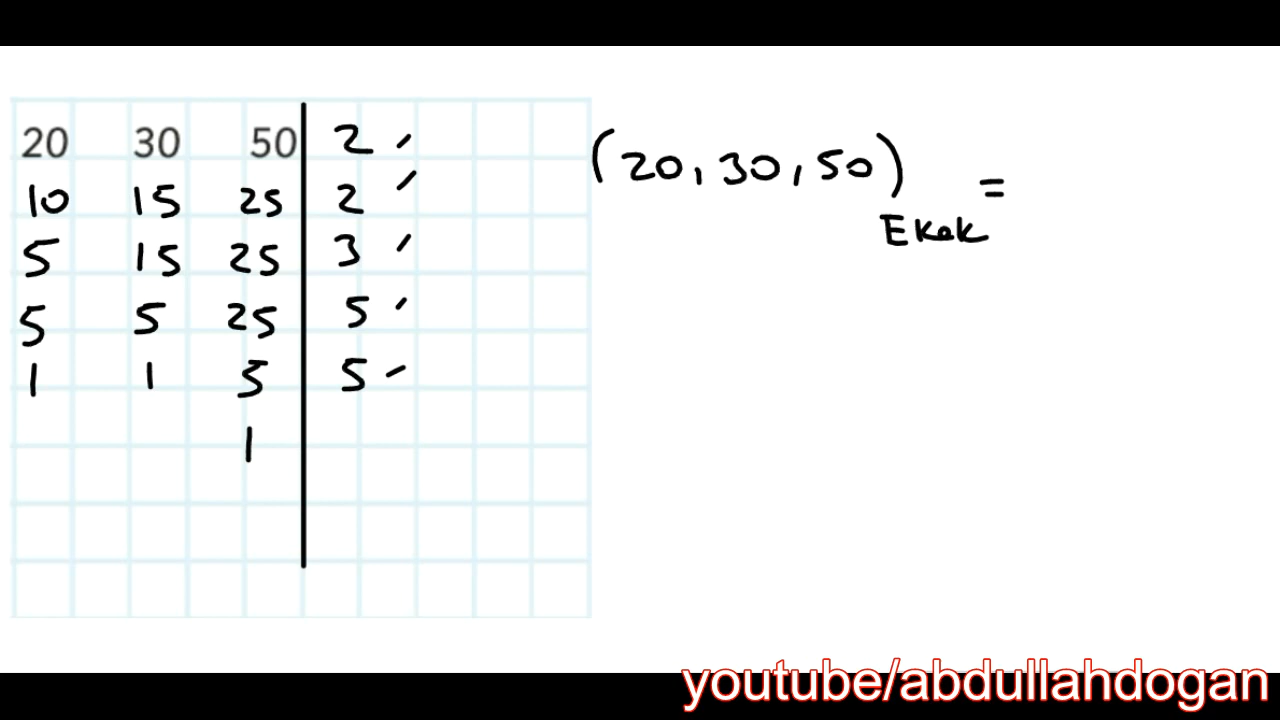 20 30 50 2
10 15 25 2
5 15 25 3
5 5 25 5
1 1 5 5
1
(20, 30, 50) Ekok =
youtube/abdullahdogan